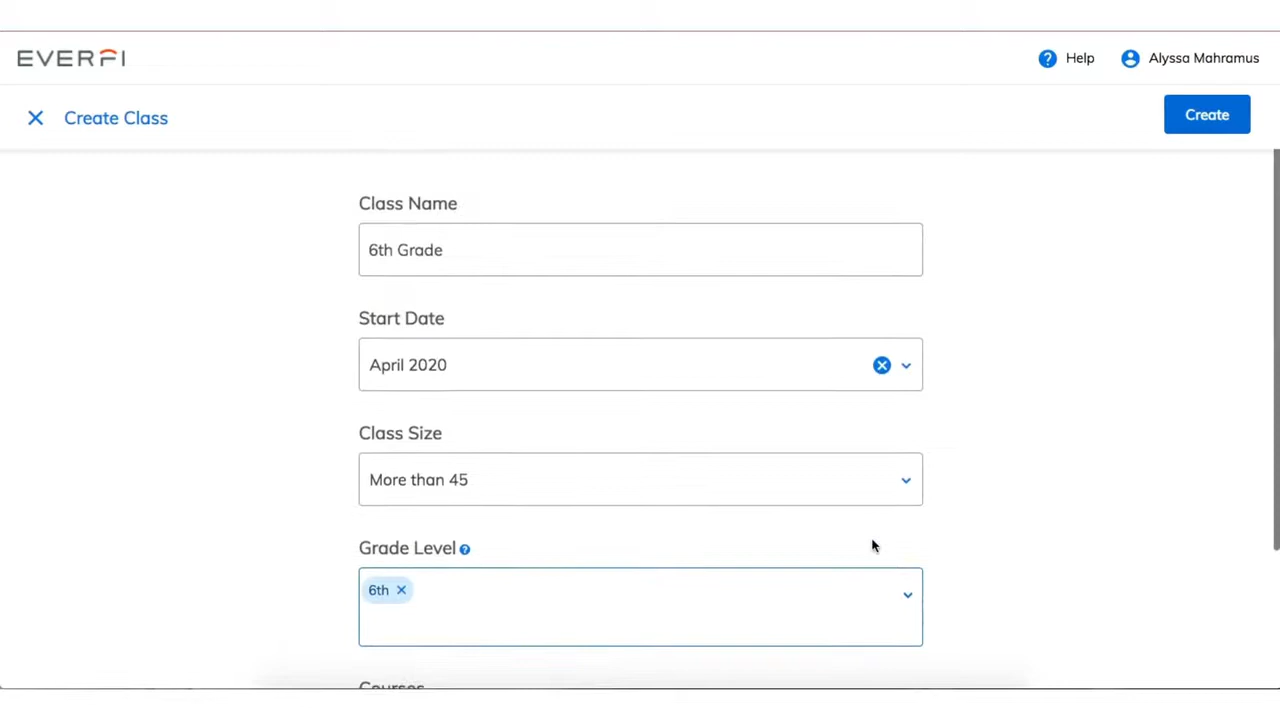 EVERFI
Help
Alyssa Mahramus
Create Class
Create
Class Name
6th Grade
Start Date
April 2020
Class Size
More than 45
Grade Level
6th
Courses